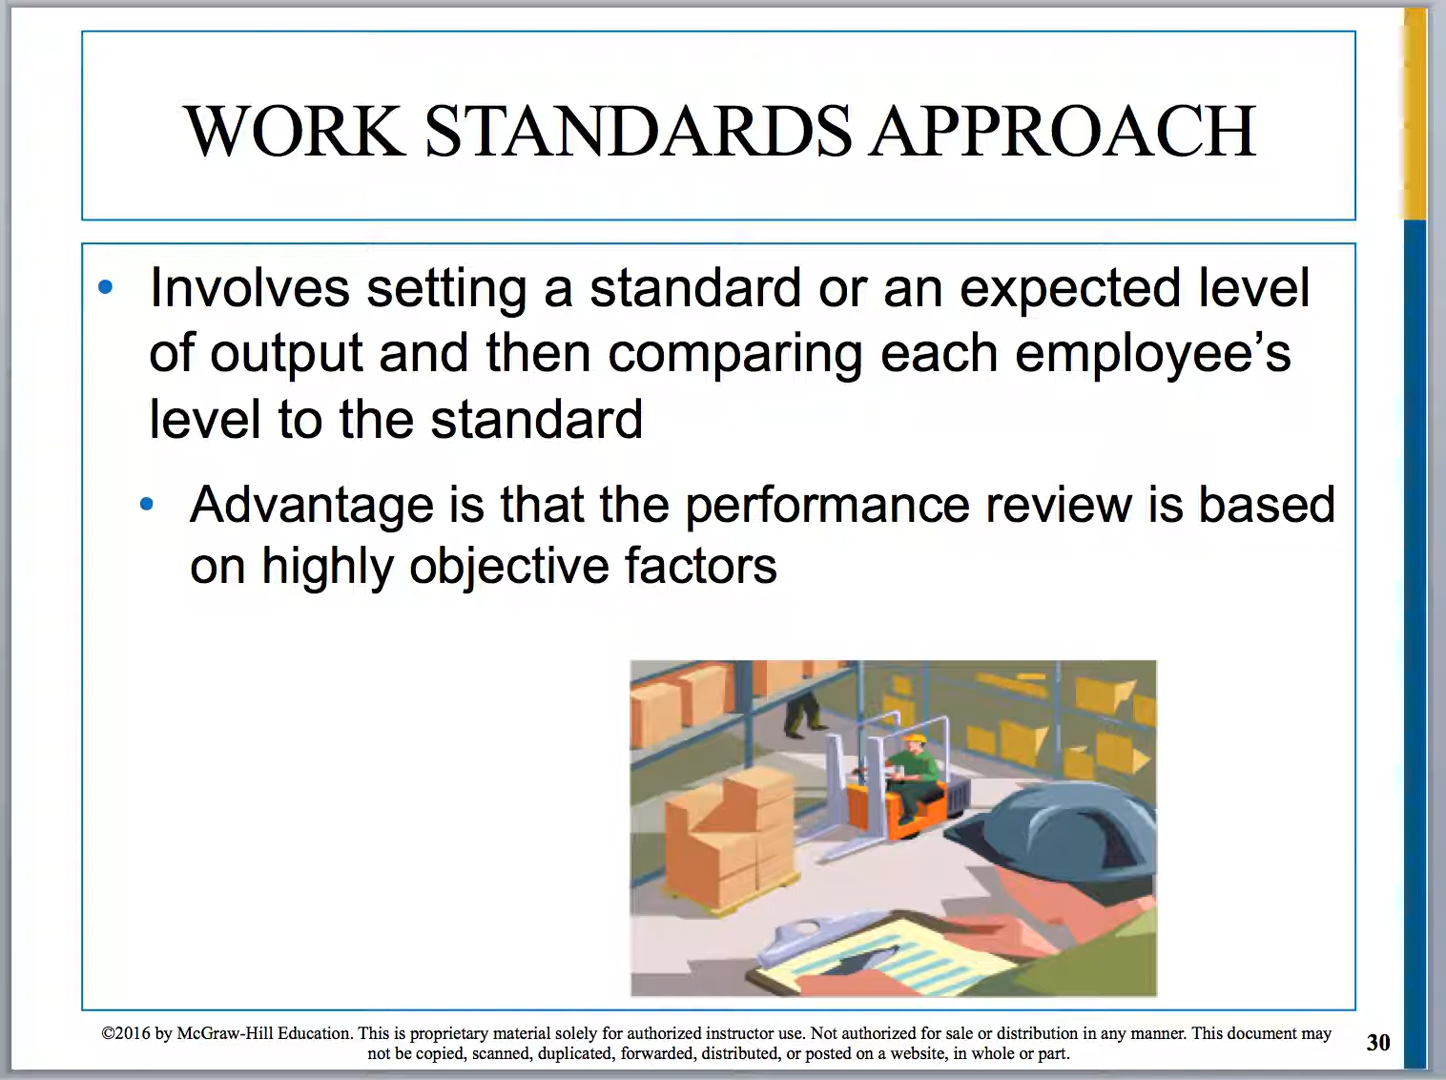 WORK STANDARDS APPROACH
• Involves setting a standard or an expected level
of output and then comparing each employee’s
level to the standard
• Advantage is that the performance review is based
on highly objective factors
©2016 by McGraw-Hill Education. This is proprietary material solely for authorized instructor use. Not authorized for sale or distribution in any manner. This document may
not be copied, scanned, duplicated, forwarded, distributed, or posted on a website, in whole or part.
30